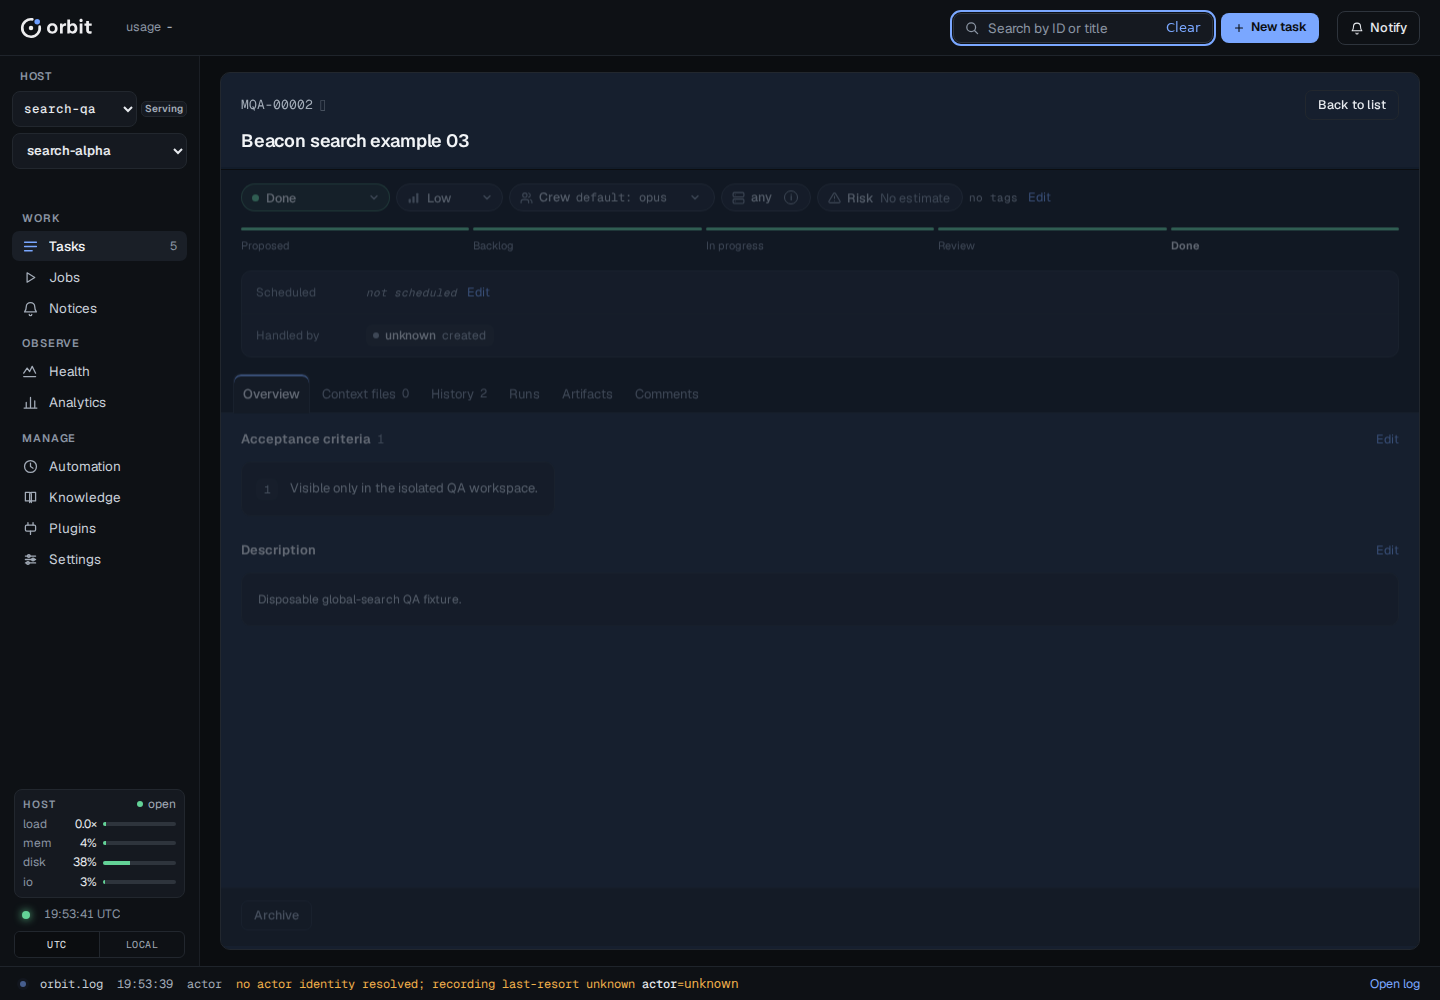 orbit
usage -
Search by ID or title
Clear
+ New task
Notify
HOST
search-qa
Serving
search-alpha
WORK
Tasks 5
Jobs
Notices
OBSERVE
Health
Analytics
MANAGE
Automation
Knowledge
Plugins
Settings
HOST open
load 0.0×
mem 4%
disk 38%
io 3%
19:53:41 UTC
UTC LOCAL
MQA-00002
Back to list
Beacon search example 03
Done
Low
Crew default: opus
any
Risk No estimate
no tags Edit
Proposed Backlog In progress Review Done
Scheduled not scheduled Edit
Handled by unknown created
Overview Context files 0 History 2 Runs Artifacts Comments
Acceptance criteria 1 Edit
1 Visible only in the isolated QA workspace.
Description Edit
Disposable global-search QA fixture.
Archive
orbit.log 19:53:39 actor no actor identity resolved; recording last-resort unknown actor=unknown Open log